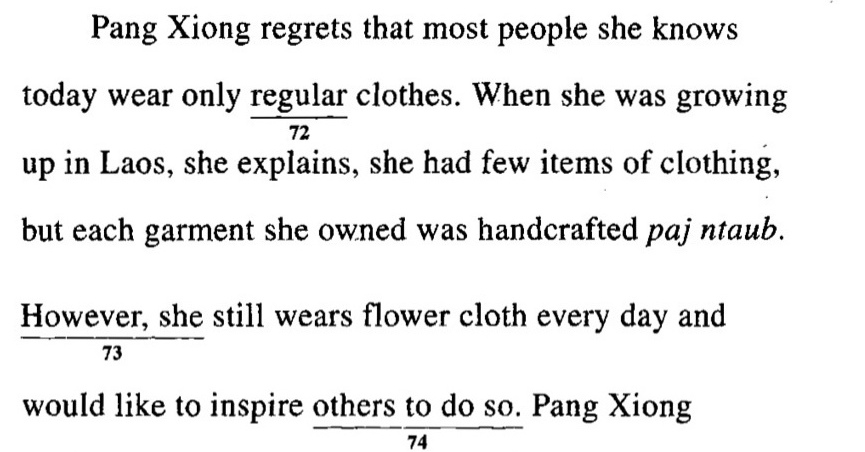 Pang Xiong regrets that most people she knows
today wear only regular clothes. When she was growing
72
up in Laos, she explains, she had few items of clothing,
but each garment she owned was handcrafted paj ntaub.
However, she still wears flower cloth every day and
73
would like to inspire others to do so. Pang Xiong
74